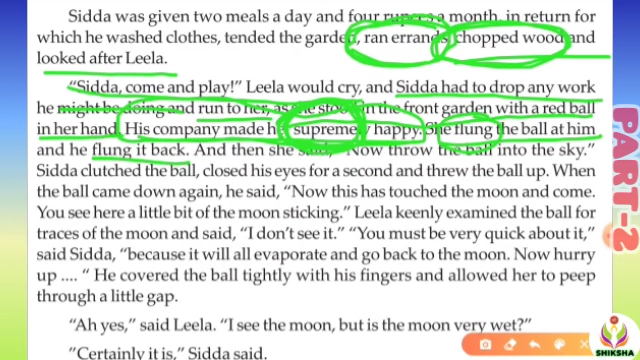 Sidda was given two meals a day and four rupees a month, in return for
which he washed clothes, tended the garden, ran errands, chopped wood and
looked after Leela.
"Sidda, come and play!" Leela would cry, and Sidda had to drop any work
he might be doing and run to her, as she stood in the front garden with a red ball
in her hand. His company made her supremely happy. She flung the ball at him
and he flung it back. And then she said, "Now throw the ball into the sky."
Sidda clutched the ball, closed his eyes for a second and threw the ball up. When
the ball came down again, he said, "Now this has touched the moon and come.
You see here a little bit of the moon sticking." Leela keenly examined the ball for
traces of the moon and said, "I don't see it." "You must be very quick about it,"
said Sidda, "because it will all evaporate and go back to the moon. Now hurry
up .... " He covered the ball tightly with his fingers and allowed her to peep
through a little gap.
"Ah yes," said Leela. "I see the moon, but is the moon very wet?"
"Certainly it is," Sidda said.
PART-2
SHIKSHA